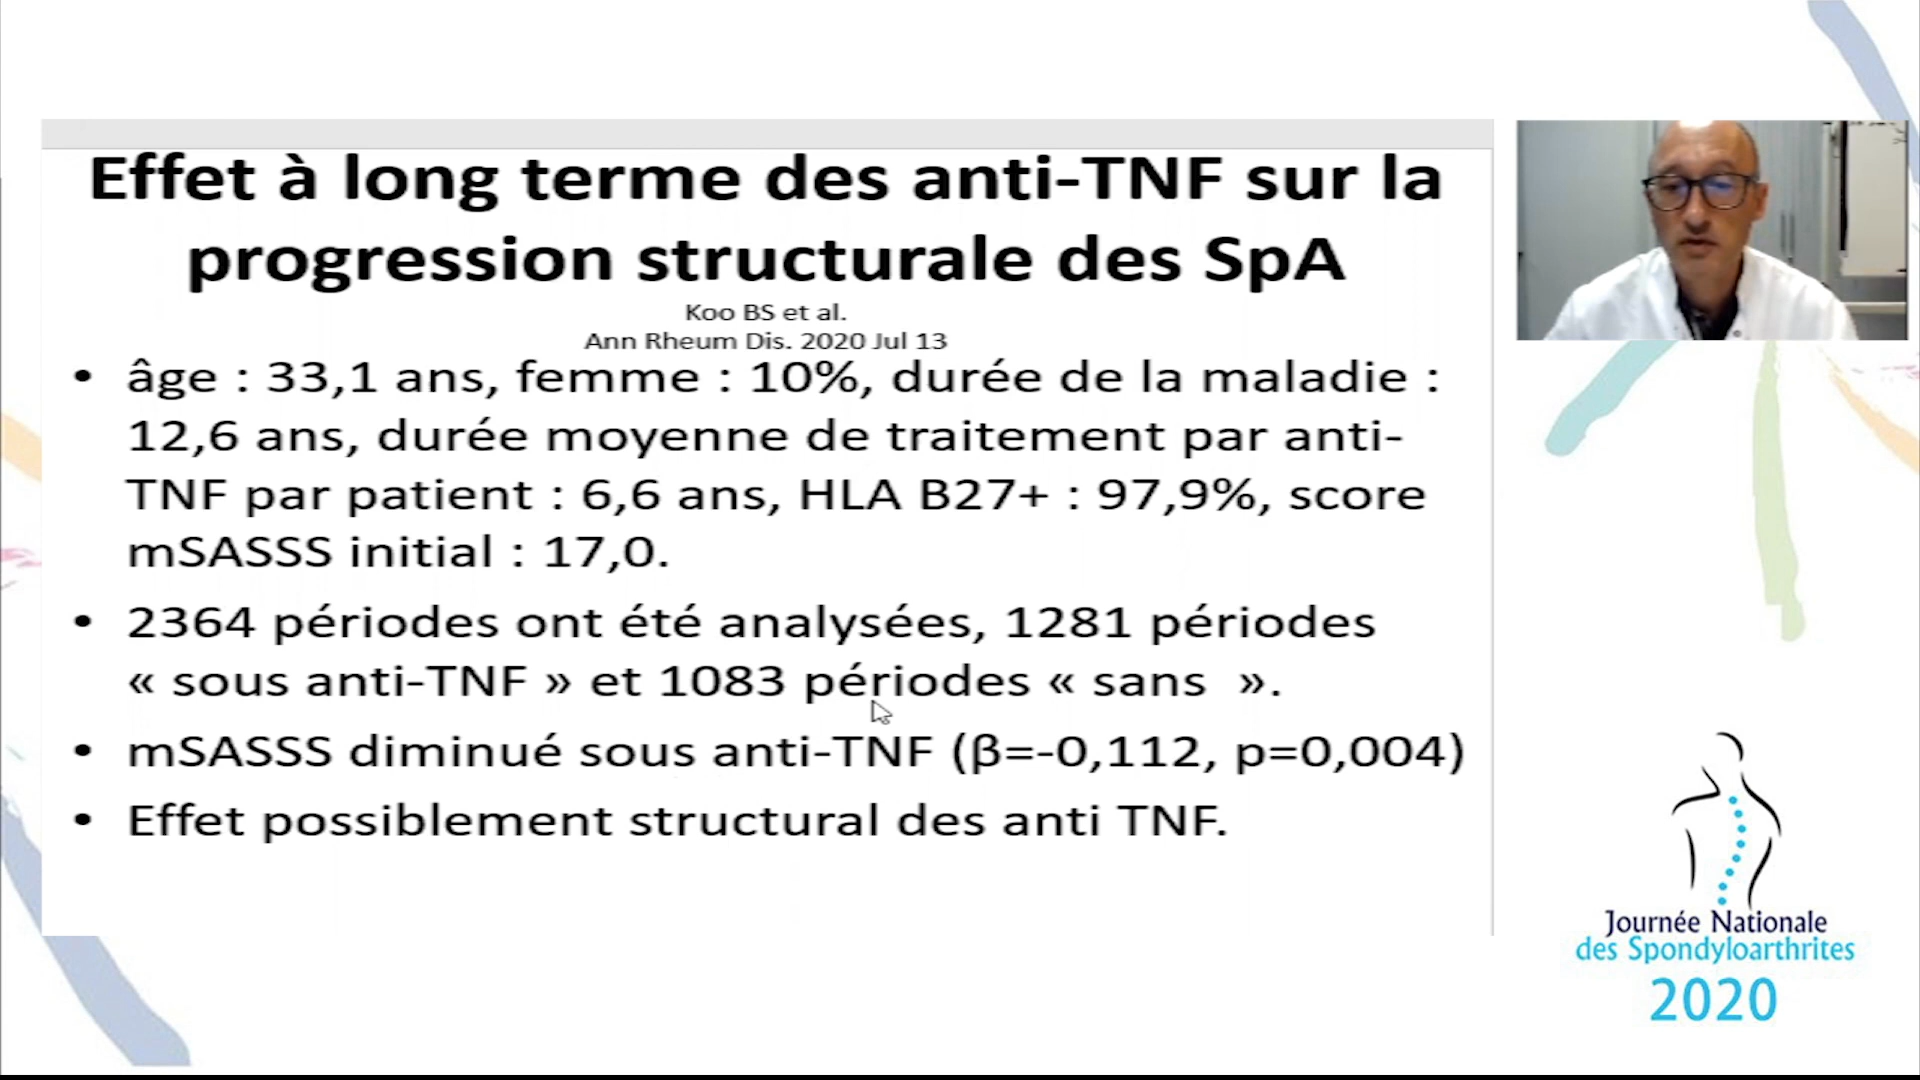 Effet à long terme des anti-TNF sur la
progression structurale des SpA
Koo BS et al.
Ann Rheum Dis. 2020 Jul 13
• âge : 33,1 ans, femme : 10%, durée de la maladie :
12,6 ans, durée moyenne de traitement par anti-
TNF par patient : 6,6 ans, HLA B27+ : 97,9%, score
mSASSS initial : 17,0.
• 2364 périodes ont été analysées, 1281 périodes
« sous anti-TNF » et 1083 périodes « sans  ».
• mSASSS diminué sous anti-TNF (β=-0,112, p=0,004)
• Effet possiblement structural des anti TNF.
Journée Nationale
des Spondyloarthrites
2020